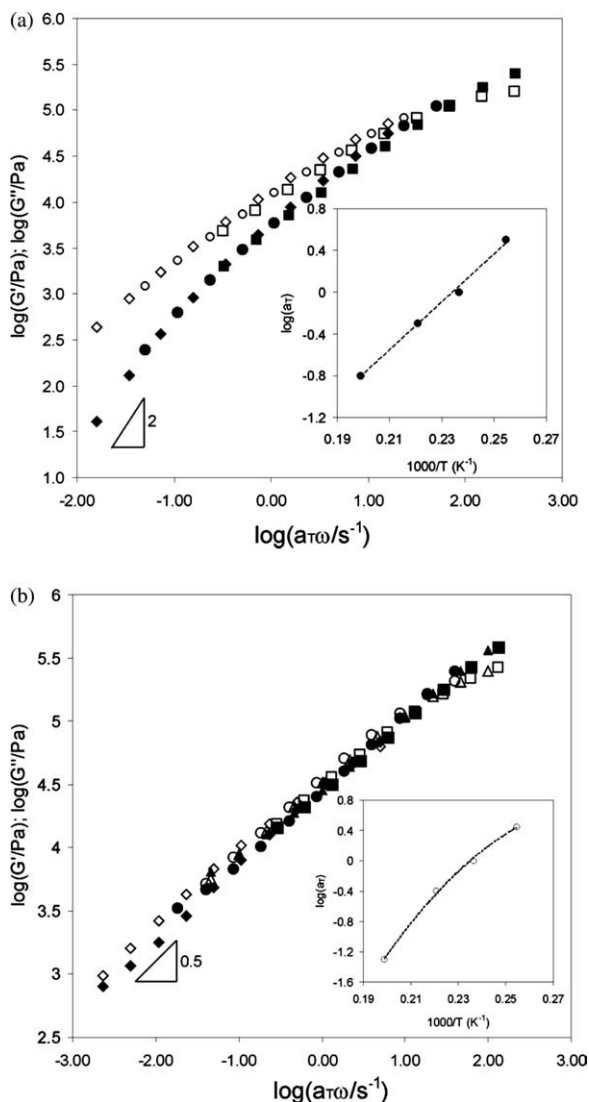 (a)
log(G'/Pa); log(G''/Pa)
6.0
5.5
5.0
4.5
4.0
3.5
3.0
2.5
2.0
1.5
1.0
-2.00 -1.00 0.00 1.00 2.00 3.00
log(aTω/s-1)
2
log(aT)
0.8
0.4
0
-0.4
-0.8
-1.2
0.19 0.21 0.23 0.25 0.27
1000/T (K-1)
(b)
log(G'/Pa); log(G''/Pa)
6
5.5
5
4.5
4
3.5
3
2.5
-3.00 -2.00 -1.00 0.00 1.00 2.00 3.00
log(aTω/s-1)
0.5
log(aT)
0.8
0.4
0
-0.4
-0.8
-1.2
-1.6
0.19 0.21 0.23 0.25 0.27
1000/T (K-1)